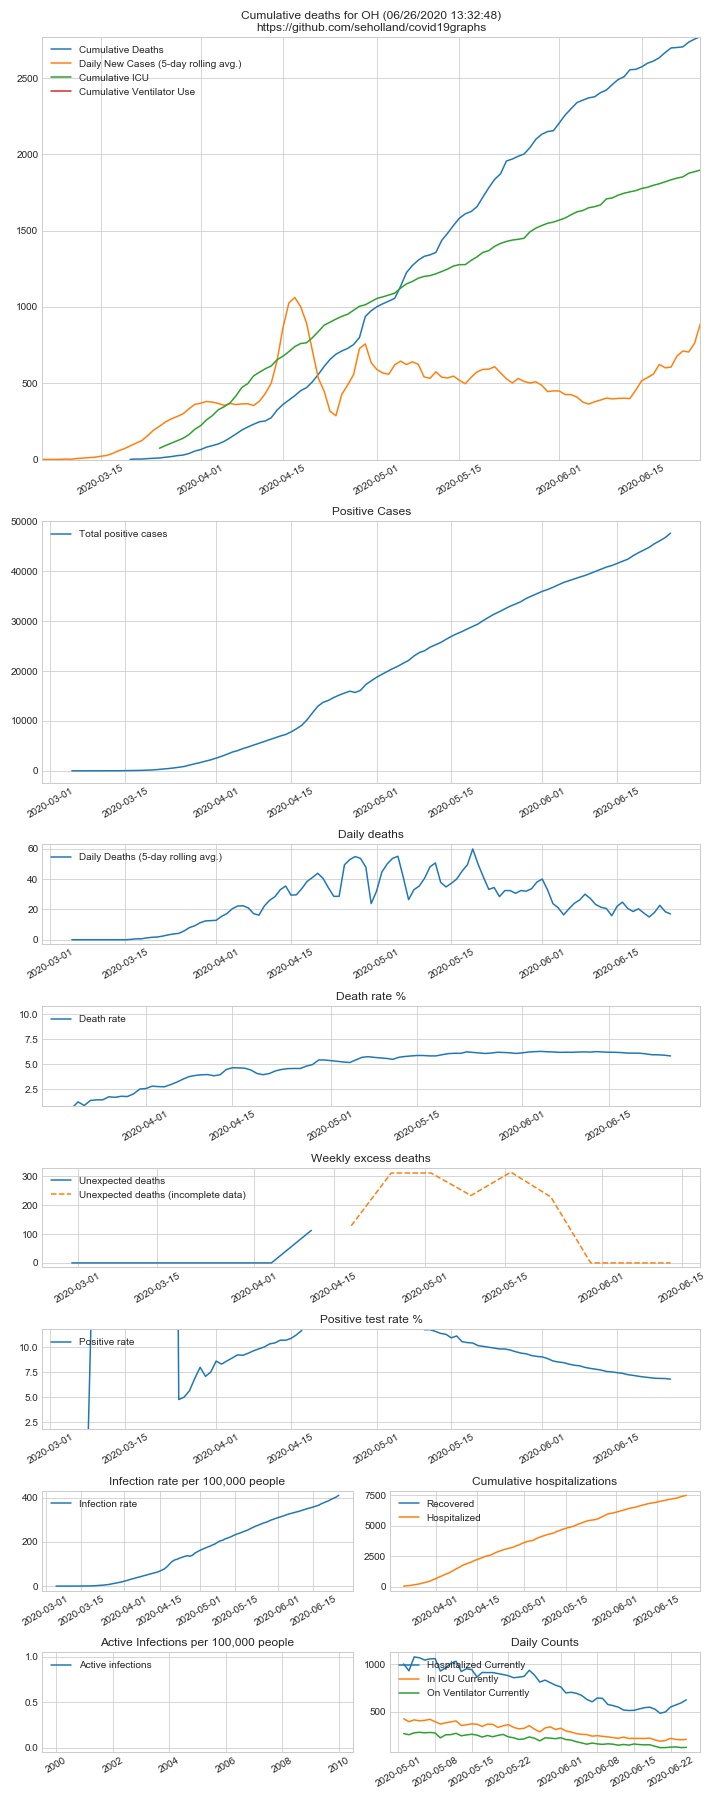 Cumulative deaths for OH (06/26/2020 13:32:48)
https://github.com/seholland/covid19graphs
Cumulative Deaths
Daily New Cases (5-day rolling avg.)
Cumulative ICU
Cumulative Ventilator Use
2500
2000
1500
1000
500
0
2020-03-15 2020-04-01 2020-04-15 2020-05-01 2020-05-15 2020-06-01 2020-06-15
Positive Cases
Total positive cases
50000
40000
30000
20000
10000
0
2020-03-01 2020-03-15 2020-04-01 2020-04-15 2020-05-01 2020-05-15 2020-06-01 2020-06-15
Daily deaths
Daily Deaths (5-day rolling avg.)
60
40
20
0
2020-03-01 2020-03-15 2020-04-01 2020-04-15 2020-05-01 2020-05-15 2020-06-01 2020-06-15
Death rate %
Death rate
10.0
7.5
5.0
2.5
2020-04-01 2020-04-15 2020-05-01 2020-05-15 2020-06-01 2020-06-15
Weekly excess deaths
Unexpected deaths
Unexpected deaths (incomplete data)
300
200
100
0
2020-03-01 2020-03-15 2020-04-01 2020-04-15 2020-05-01 2020-05-15 2020-06-01 2020-06-15
Positive test rate %
Positive rate
10.0
7.5
5.0
2.5
2020-03-01 2020-03-15 2020-04-01 2020-04-15 2020-05-01 2020-05-15 2020-06-01 2020-06-15
Infection rate per 100,000 people
Infection rate
400
200
0
2020-03-01 2020-03-15 2020-04-01 2020-04-15 2020-05-01 2020-05-15 2020-06-01 2020-06-15
Cumulative hospitalizations
Recovered
Hospitalized
7500
5000
2500
0
2020-04-01 2020-04-15 2020-05-01 2020-05-15 2020-06-01 2020-06-15
Active Infections per 100,000 people
Active infections
1.0
0.5
0.0
2000 2002 2004 2006 2008 2010
Daily Counts
Hospitalized Currently
In ICU Currently
On Ventilator Currently
1000
500
2020-05-01 2020-05-08 2020-05-15 2020-05-22 2020-06-01 2020-06-08 2020-06-15 2020-06-22